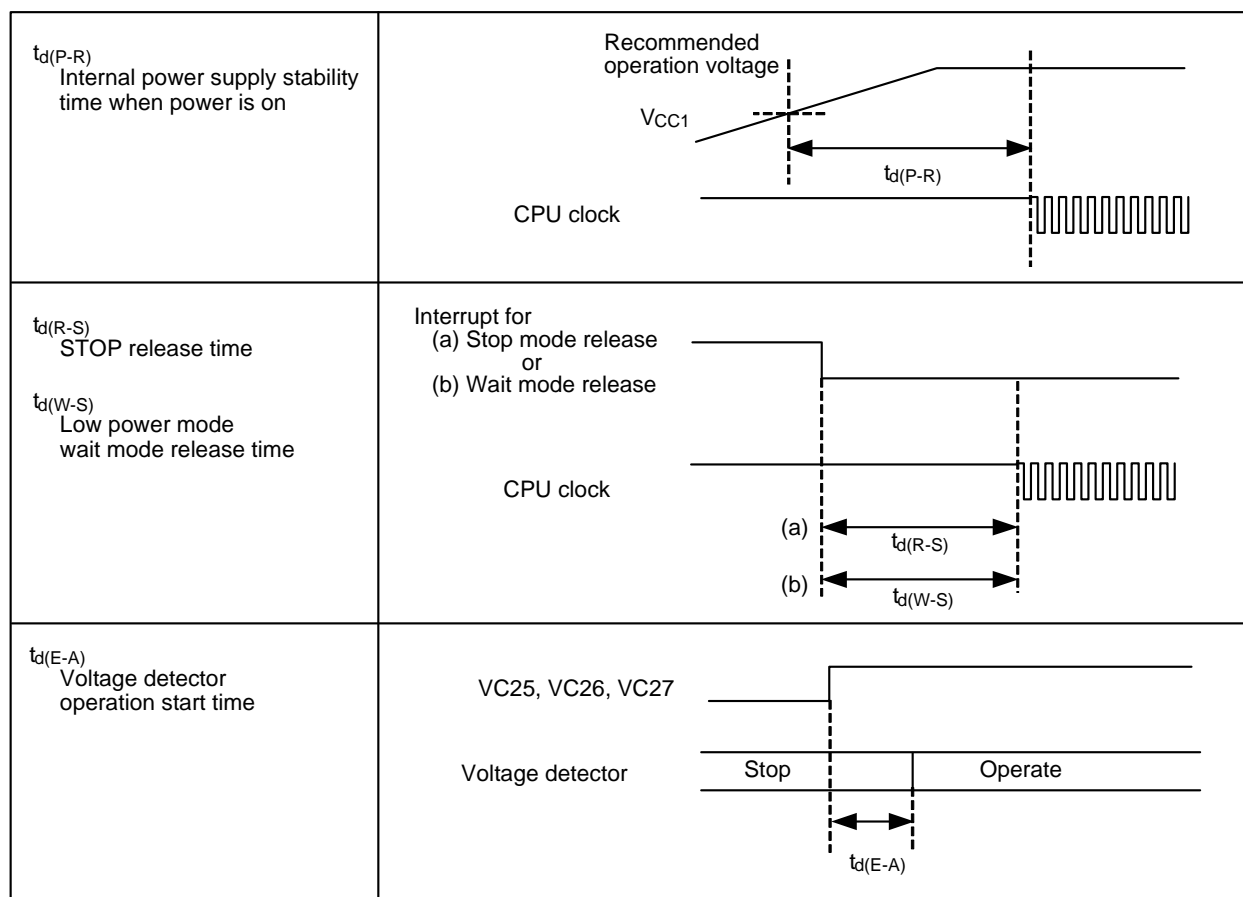 td(P-R)
Internal power supply stability
time when power is on
Recommended
operation voltage
VCC1
td(P-R)
CPU clock
td(R-S)
STOP release time
td(W-S)
Low power mode
wait mode release time
Interrupt for
(a) Stop mode release
or
(b) Wait mode release
CPU clock
(a)
td(R-S)
(b)
td(W-S)
td(E-A)
Voltage detector
operation start time
VC25, VC26, VC27
Voltage detector
Stop
Operate
td(E-A)